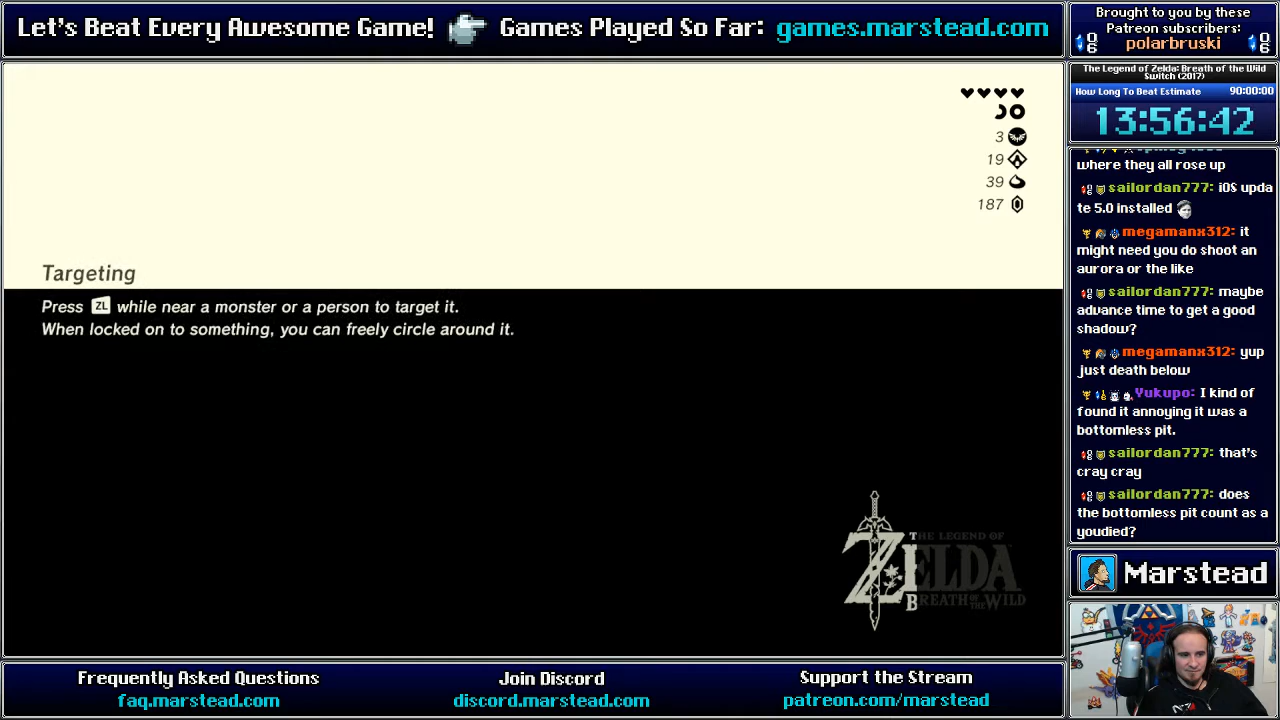 Let's Beat Every Awesome Game! Games Played So Far: games.marstead.com
Brought to you by these
Patreon subscribers:
polarbruski
The Legend of Zelda: Breath of the Wild
Switch (2017)
How Long To Beat Estimate 90:00:00
13:56:42
3
19
39
187
Targeting
Press ZL while near a monster or a person to target it.
When locked on to something, you can freely circle around it.
THE LEGEND OF
ZELDA
BREATH OF THE WILD
where they all rose up
sailordan777: iOS upda
te 5.0 installed
megamanx312: it
might need you do shoot an
aurora or the like
sailordan777: maybe
advance time to get a good
shadow?
megamanx312: yup
just death below
Yukupo: I kind of
found it annoying it was a
bottomless pit.
sailordan777: that's
cray cray
sailordan777: does
the bottomless pit count as a
youdied?
Marstead
Frequently Asked Questions
faq.marstead.com
Join Discord
discord.marstead.com
Support the Stream
patreon.com/marstead